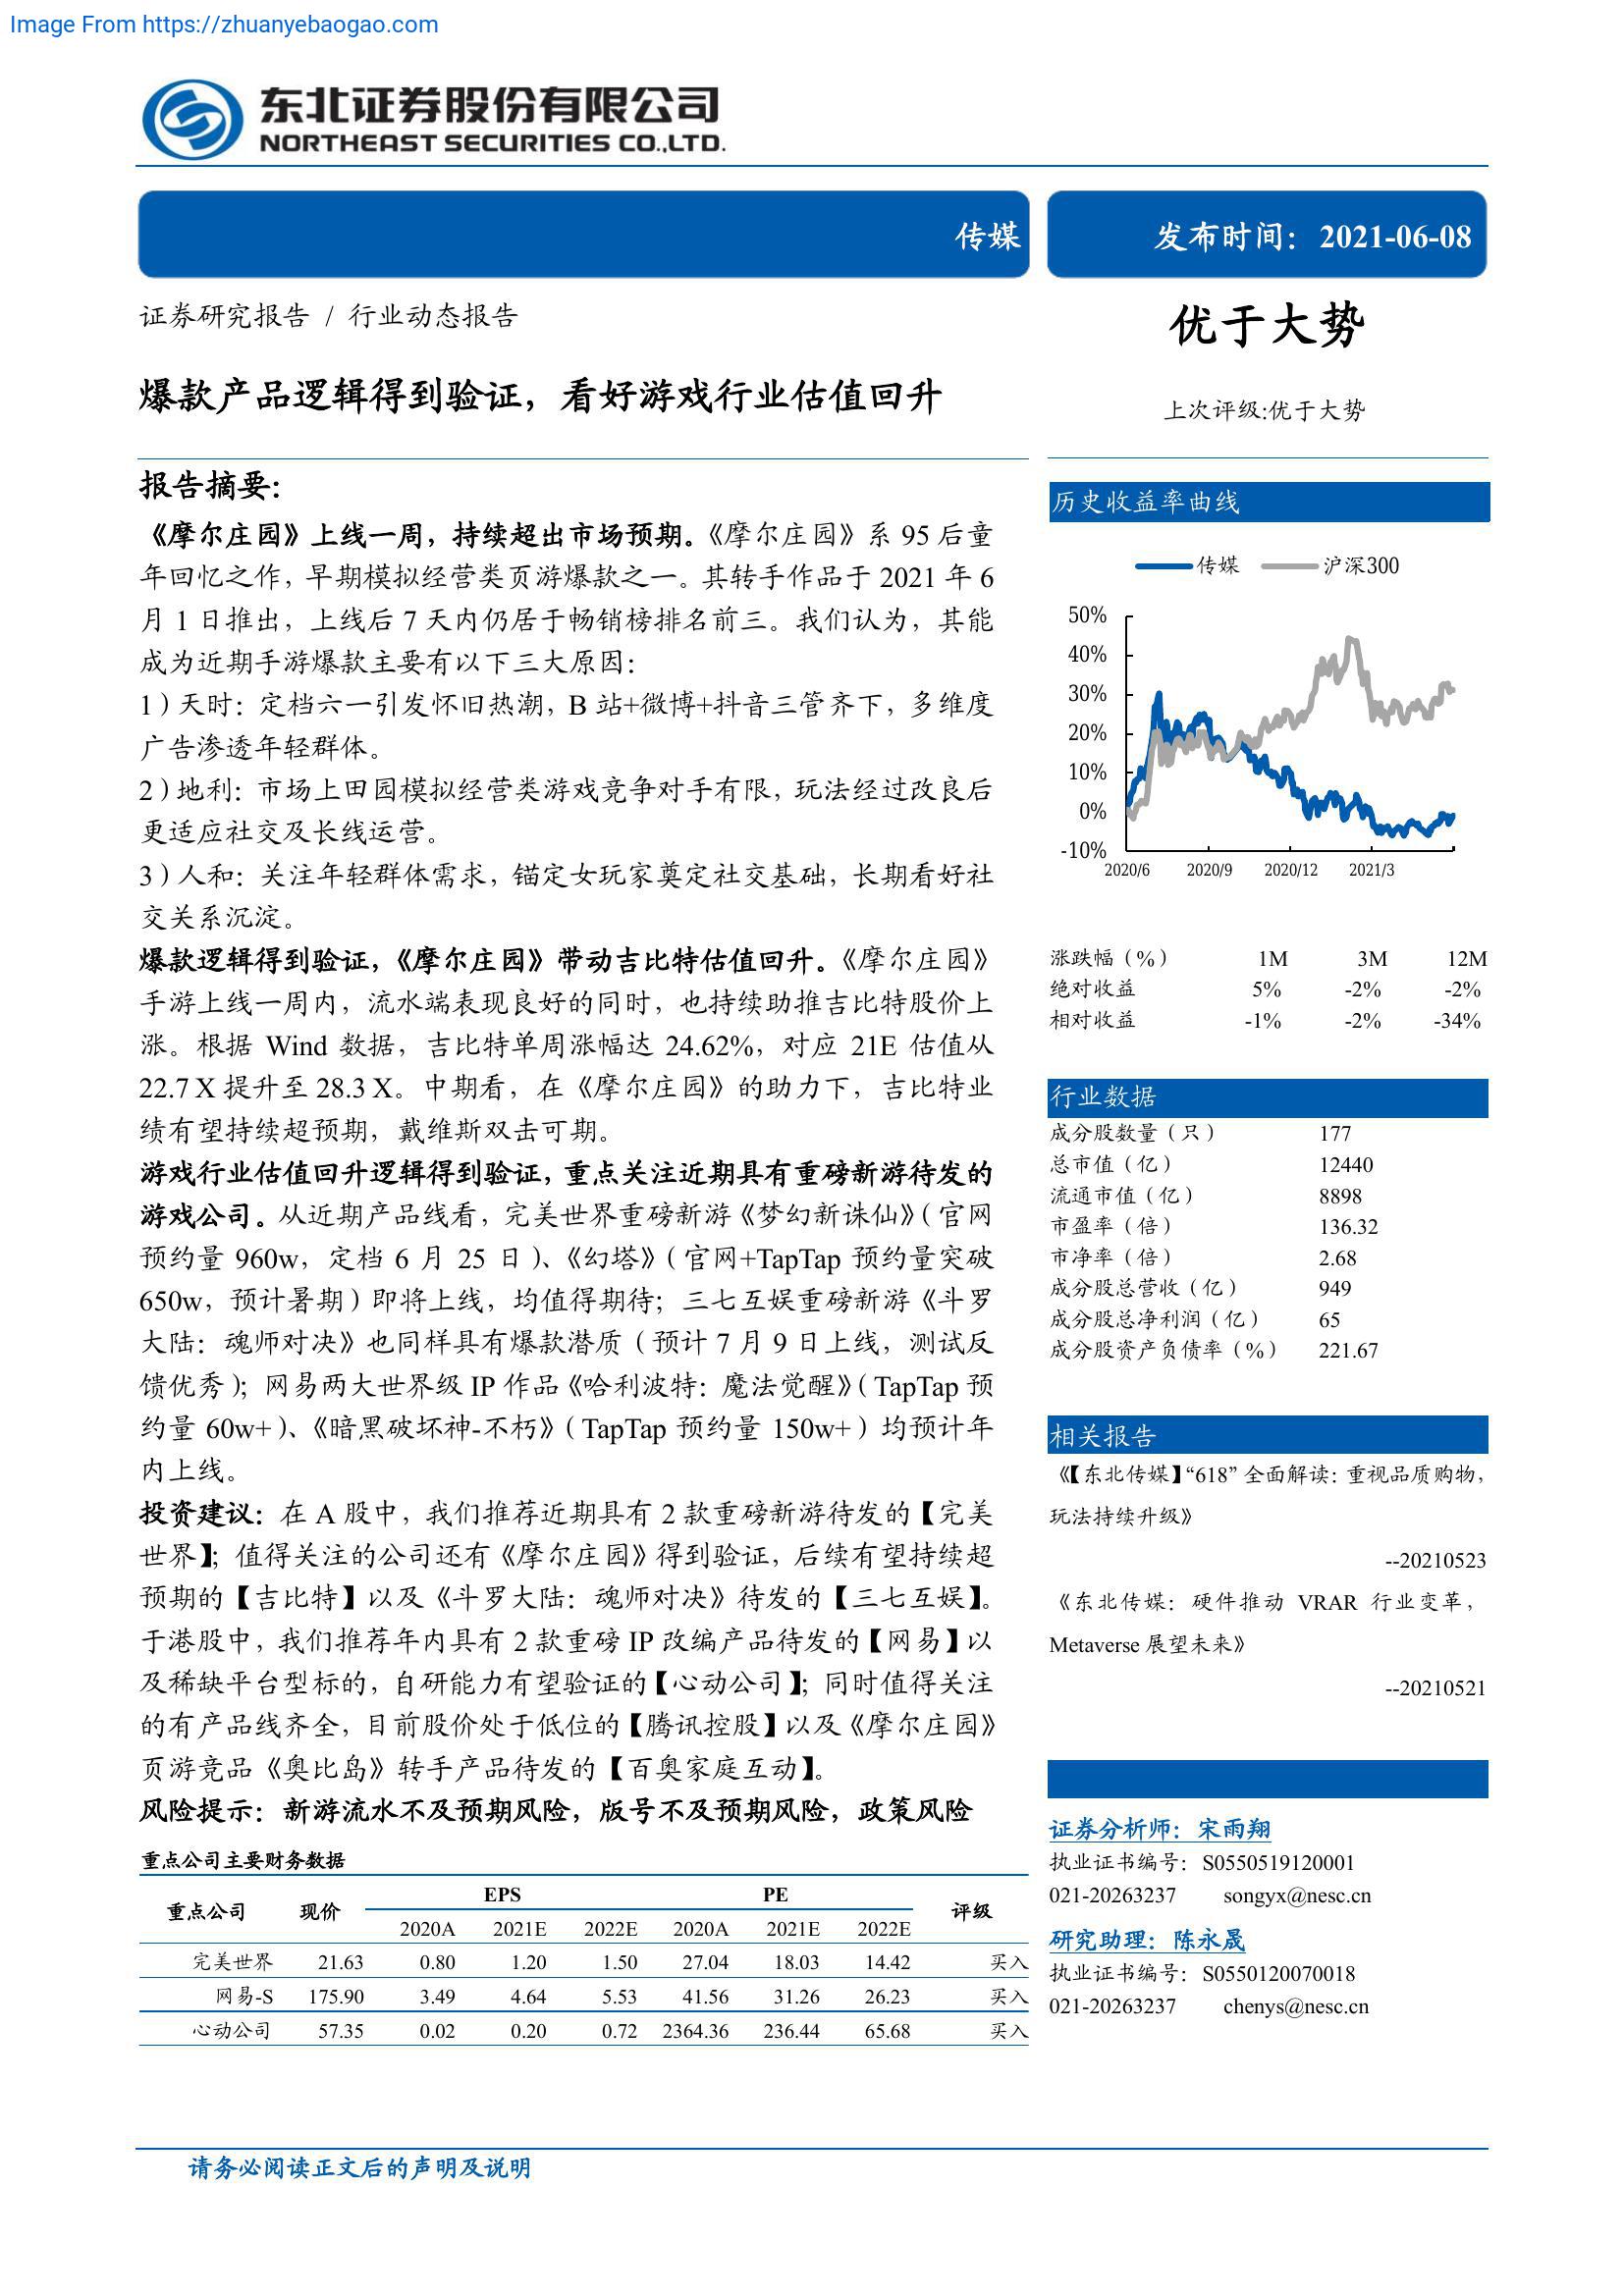 Image From https://zhuanyebaogao.com
东北证券股份有限公司
NORTHEAST SECURITIES CO.,LTD.
传媒
发布时间：2021-06-08
证券研究报告 / 行业动态报告
优于大势
爆款产品逻辑得到验证，看好游戏行业估值回升
上次评级:优于大势
报告摘要：
《摩尔庄园》上线一周，持续超出市场预期。《摩尔庄园》系 95 后童
年回忆之作，早期模拟经营类页游爆款之一。其转手作品于 2021 年 6
月 1 日推出，上线后 7 天内仍居于畅销榜排名前三。我们认为，其能
成为近期手游爆款主要有以下三大原因：
1）天时：定档六一引发怀旧热潮，B 站+微博+抖音三管齐下，多维度
广告渗透年轻群体。
2）地利：市场上田园模拟经营类游戏竞争对手有限，玩法经过改良后
更适应社交及长线运营。
3）人和：关注年轻群体需求，锚定女玩家奠定社交基础，长期看好社
交关系沉淀。
爆款逻辑得到验证，《摩尔庄园》带动吉比特估值回升。《摩尔庄园》
手游上线一周内，流水端表现良好的同时，也持续助推吉比特股价上
涨。根据 Wind 数据，吉比特单周涨幅达 24.62%，对应 21E 估值从
22.7 X 提升至 28.3 X。中期看，在《摩尔庄园》的助力下，吉比特业
绩有望持续超预期，戴维斯双击可期。
游戏行业估值回升逻辑得到验证，重点关注近期具有重磅新游待发的
游戏公司。从近期产品线看，完美世界重磅新游《梦幻新诛仙》（官网
预约量 960w，定档 6 月 25 日）、《幻塔》（官网+TapTap 预约量突破
650w，预计暑期）即将上线，均值得期待；三七互娱重磅新游《斗罗
大陆：魂师对决》也同样具有爆款潜质（预计 7 月 9 日上线，测试反
馈优秀）；网易两大世界级 IP 作品《哈利波特：魔法觉醒》（TapTap 预
约量 60w+）、《暗黑破坏神-不朽》（TapTap 预约量 150w+）均预计年
内上线。
投资建议：在 A 股中，我们推荐近期具有 2 款重磅新游待发的【完美
世界】；值得关注的公司还有《摩尔庄园》得到验证，后续有望持续超
预期的【吉比特】以及《斗罗大陆：魂师对决》待发的【三七互娱】。
于港股中，我们推荐年内具有 2 款重磅 IP 改编产品待发的【网易】以
及稀缺平台型标的，自研能力有望验证的【心动公司】；同时值得关注
的有产品线齐全，目前股价处于低位的【腾讯控股】以及《摩尔庄园》
页游竞品《奥比岛》转手产品待发的【百奥家庭互动】。
风险提示：新游流水不及预期风险，版号不及预期风险，政策风险
重点公司主要财务数据
重点公司 现价 EPS PE 评级
2020A 2021E 2022E 2020A 2021E 2022E
完美世界 21.63 0.80 1.20 1.50 27.04 18.03 14.42 买入
网易-S 175.90 3.49 4.64 5.53 41.56 31.26 26.23 买入
心动公司 57.35 0.02 0.20 0.72 2364.36 236.44 65.68 买入
历史收益率曲线
传媒 沪深300
50%
40%
30%
20%
10%
0%
-10%
2020/6 2020/9 2020/12 2021/3
涨跌幅（%） 1M 3M 12M
绝对收益 5% -2% -2%
相对收益 -1% -2% -34%
行业数据
成分股数量（只） 177
总市值（亿） 12440
流通市值（亿） 8898
市盈率（倍） 136.32
市净率（倍） 2.68
成分股总营收（亿） 949
成分股总净利润（亿） 65
成分股资产负债率（%） 221.67
相关报告
《【东北传媒】“618” 全面解读：重视品质购物，
玩法持续升级》
--20210523
《东北传媒：硬件推动 VRAR 行业变革，
Metaverse 展望未来》
--20210521
证券分析师：宋雨翔
执业证书编号：S0550519120001
021-20263237 songyx@nesc.cn
研究助理：陈永晟
执业证书编号：S0550120070018
021-20263237 chenys@nesc.cn
请务必阅读正文后的声明及说明